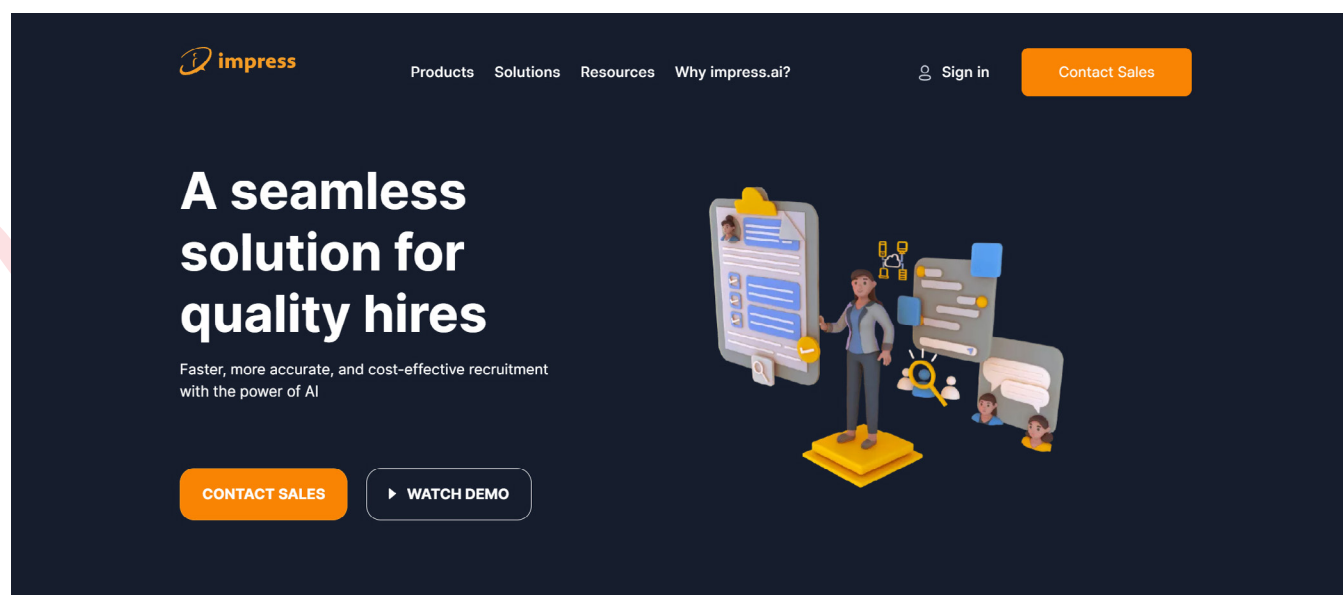 impress
Products Solutions Resources Why impress.ai? Sign in Contact Sales
A seamless
solution for
quality hires
Faster, more accurate, and cost-effective recruitment
with the power of AI
CONTACT SALES WATCH DEMO